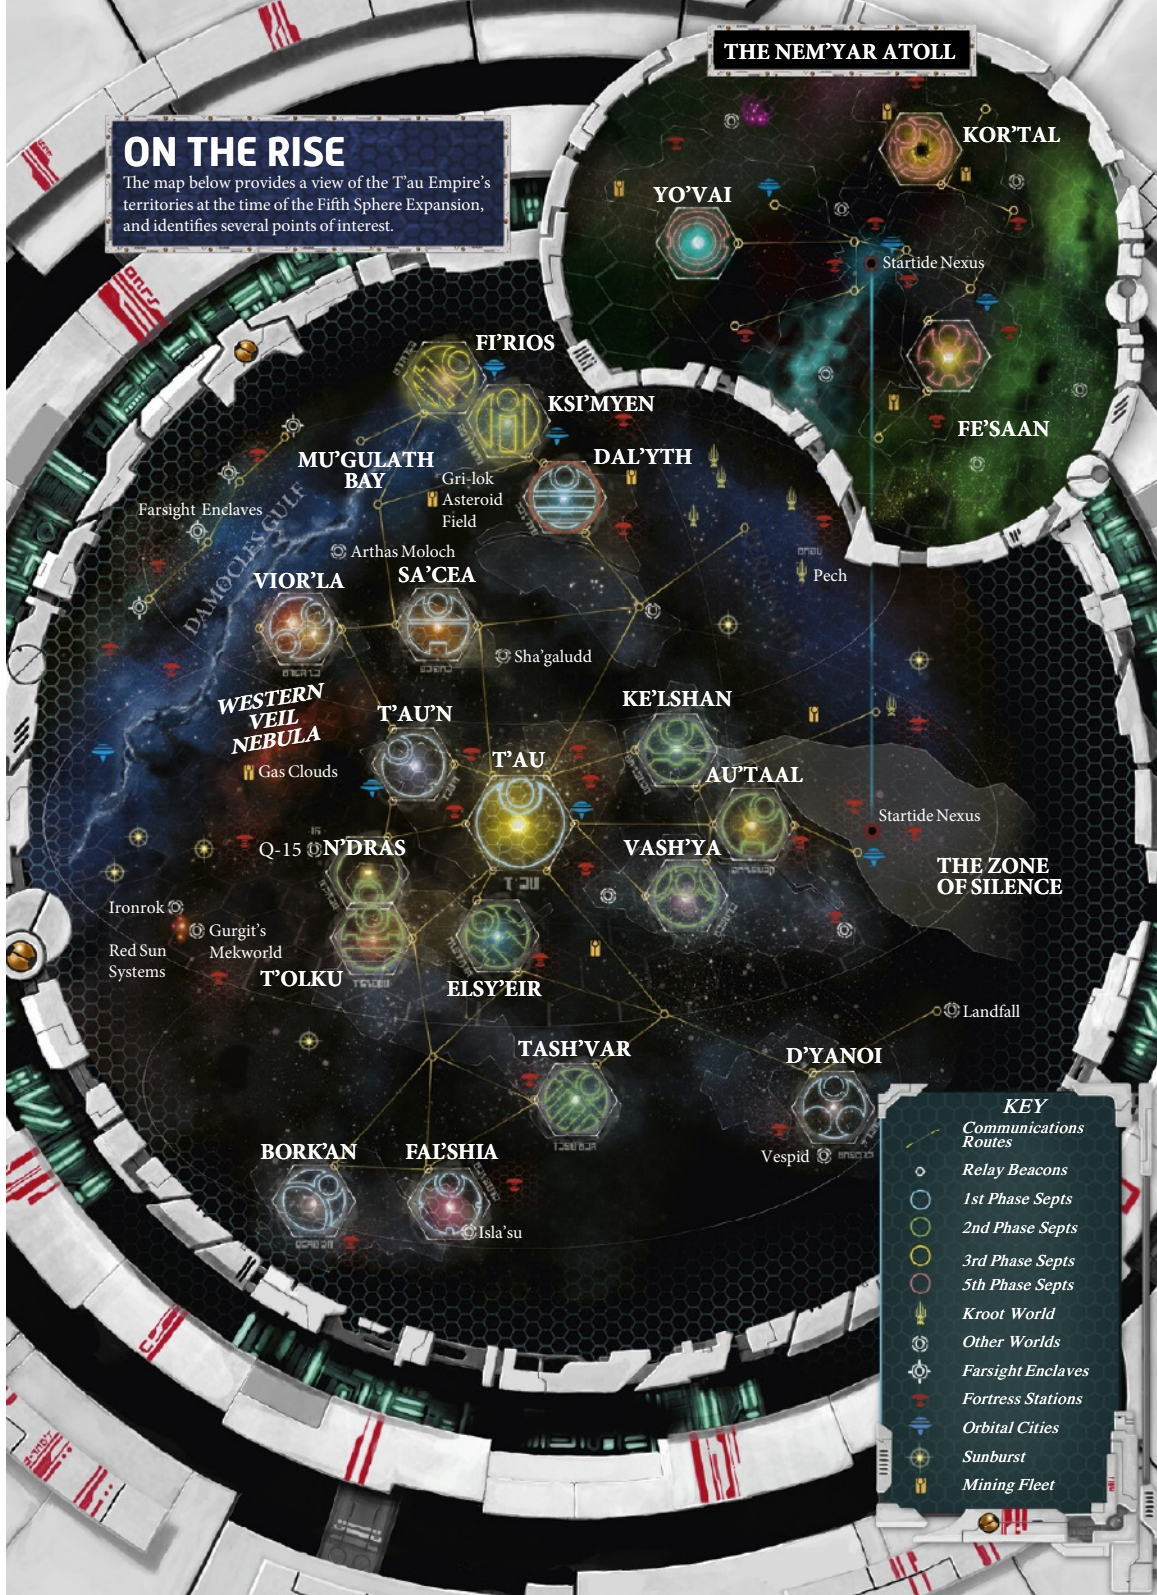 THE NEM'YAR ATOLL
ON THE RISE
The map below provides a view of the T'au Empire's
territories at the time of the Fifth Sphere Expansion,
and identifies several points of interest.
KOR'TAL
YO'VAI
Startide Nexus
FE'SAAN
FI'RIOS
KSI'MYEN
MU'GULATH
BAY
DAL'YTH
Gri-lok
Asteroid
Field
Farsight Enclaves
DAMOCLES GULF
Arthas Moloch
Pech
VIOR'LA
SA'CEA
Sha'galudd
WESTERN
VEIL
NEBULA
KE'LSHAN
T'AU'N
T'AU
Gas Clouds
AU'TAAL
Startide Nexus
Q-15
N'DRAS
VASH'YA
THE ZONE
OF SILENCE
Ironrok
Gurgit's
Mekworld
Red Sun
Systems
T'OLKU
ELSY'EIR
Landfall
TASH'VAR
D'YANOI
BORK'AN
FAL'SHIA
Vespid
Isla'su
KEY
Communications
Routes
Relay Beacons
1st Phase Septs
2nd Phase Septs
3rd Phase Septs
5th Phase Septs
Kroot World
Other Worlds
Farsight Enclaves
Fortress Stations
Orbital Cities
Sunburst
Mining Fleet